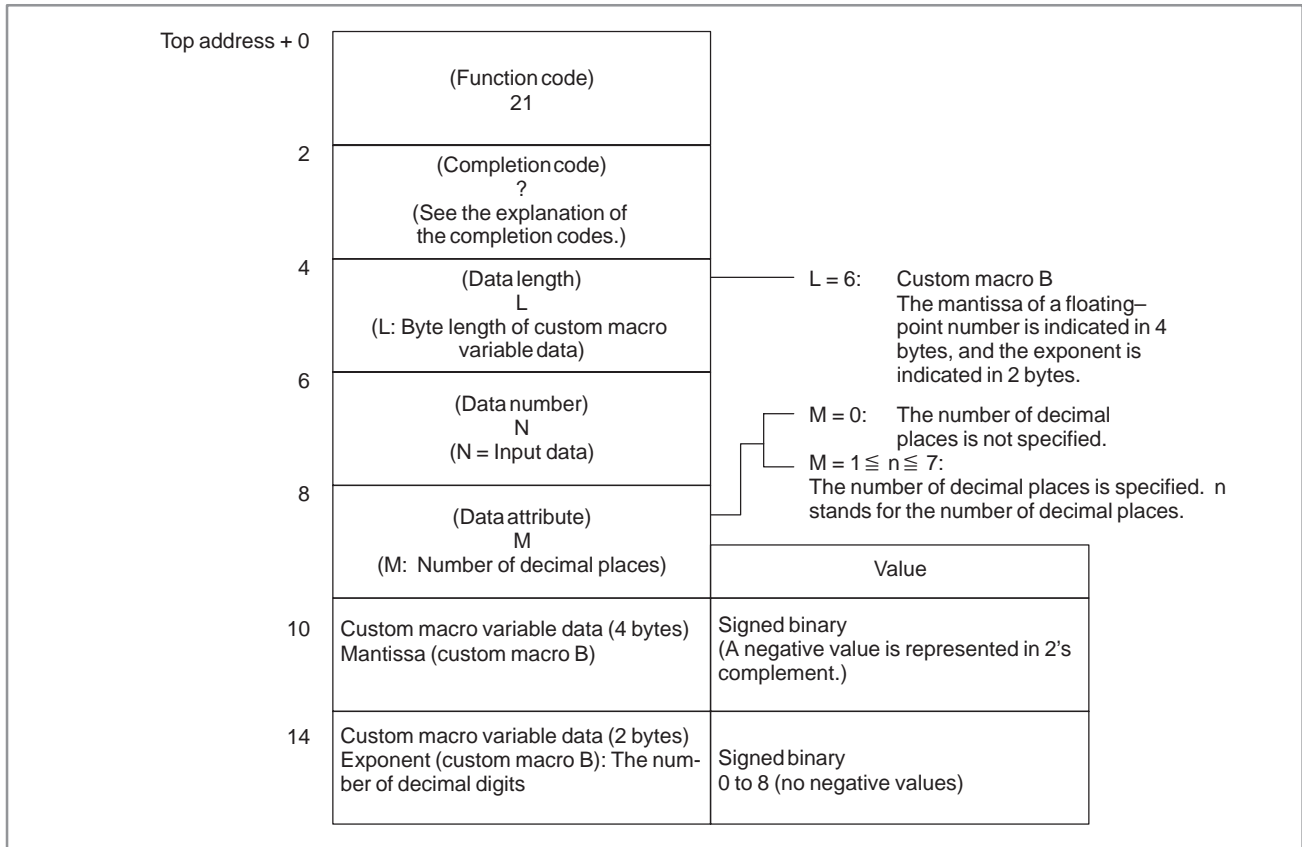 Top address + 0
(Function code)
21
2
(Completion code)
?
(See the explanation of
the completion codes.)
4
(Data length)
L
(L: Byte length of custom macro
variable data)
L = 6: Custom macro B
The mantissa of a floating–
point number is indicated in 4
bytes, and the exponent is
indicated in 2 bytes.
6
(Data number)
N
(N = Input data)
M = 0: The number of decimal
places is not specified.
M = 1 ≦ n ≦ 7:
The number of decimal places is specified. n
stands for the number of decimal places.
8
(Data attribute)
M
(M: Number of decimal places)
Value
10
Custom macro variable data (4 bytes)
Mantissa (custom macro B)
Signed binary
(A negative value is represented in 2's
complement.)
14
Custom macro variable data (2 bytes)
Exponent (custom macro B): The num-
ber of decimal digits
Signed binary
0 to 8 (no negative values)